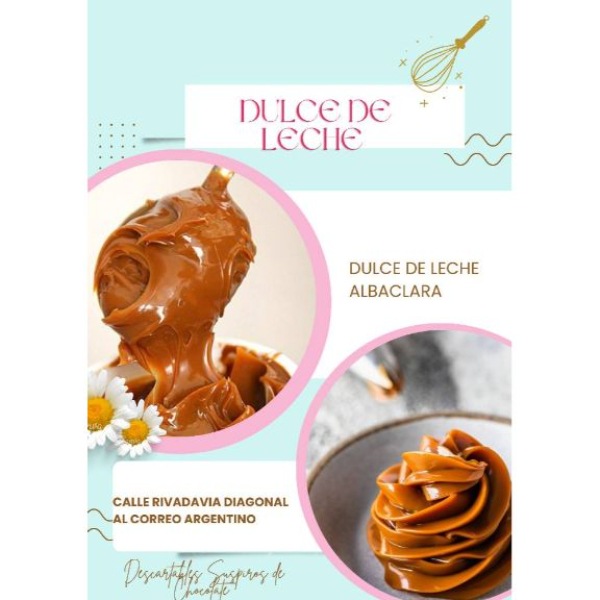 DULCE DE
LECHE
DULCE DE LECHE
ALBACLARA
CALLE RIVADAVIA DIAGONAL
AL CORREO ARGENTINO
Descartables Suspiros de
Chocolate